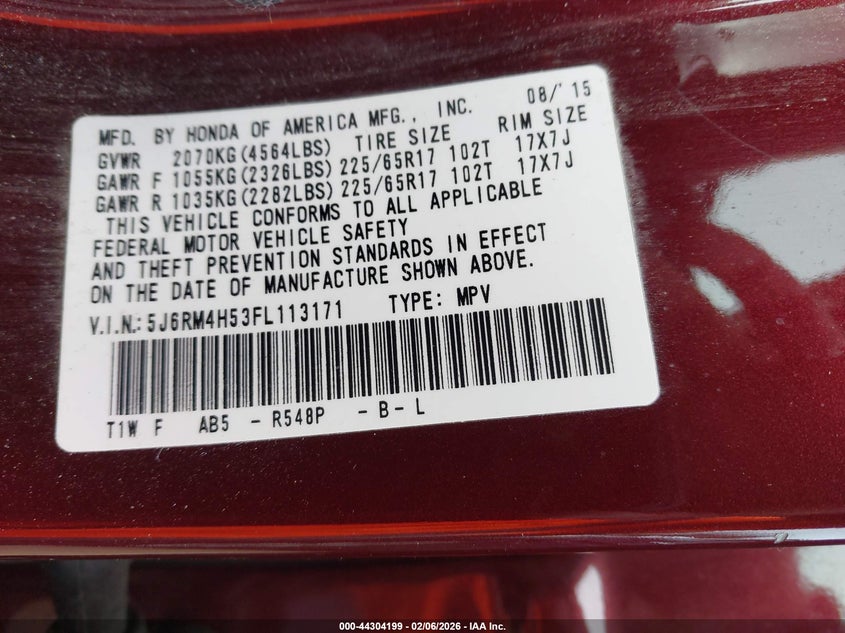 MFD. BY HONDA OF AMERICA MFG., INC. 08/'15
GVWR 2070KG(4564LBS) TIRE SIZE RIM SIZE
GAWR F 1055KG(2326LBS) 225/65R17 102T 17X7J
GAWR R 1035KG(2282LBS) 225/65R17 102T 17X7J
THIS VEHICLE CONFORMS TO ALL APPLICABLE
FEDERAL MOTOR VEHICLE SAFETY
AND THEFT PREVENTION STANDARDS IN EFFECT
ON THE DATE OF MANUFACTURE SHOWN ABOVE.
V.I.N.:5J6RM4H53FL113171 TYPE: MPV
T1W F AB5 - R548P - B - L
000-44304199 - 02/06/2026 - IAA Inc.